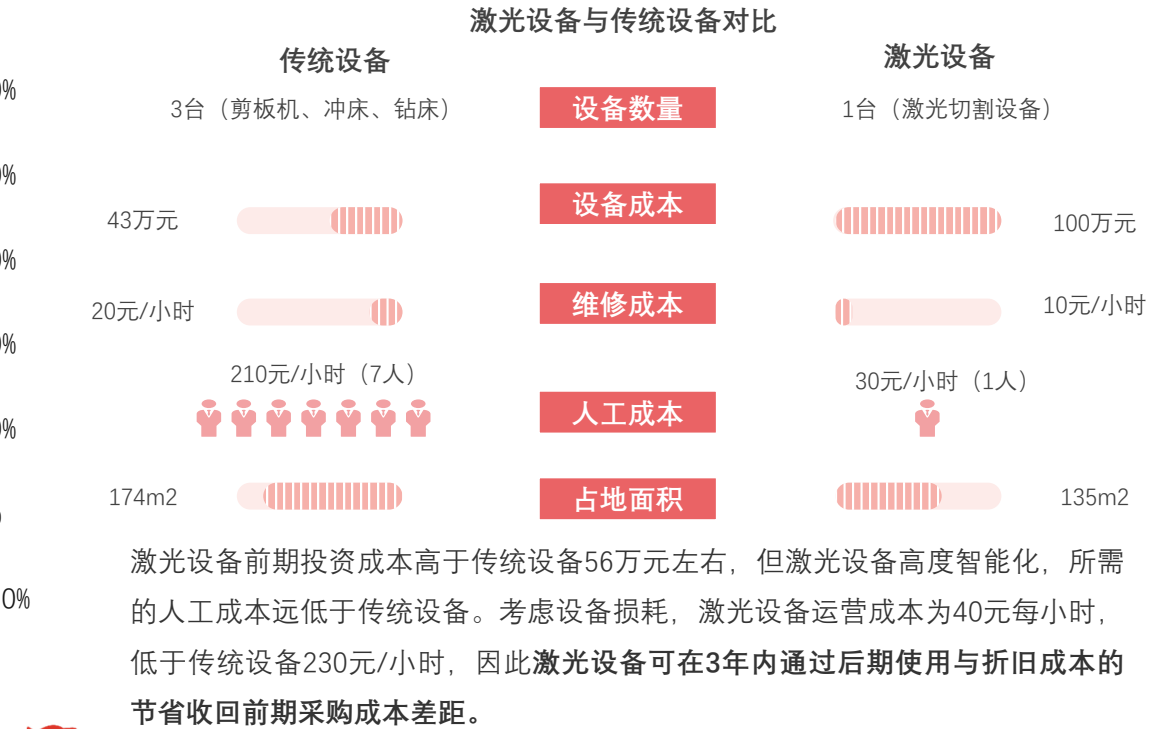 激光设备与传统设备对比
传统设备
激光设备
3台（剪板机、冲床、钻床）
设备数量
1台（激光切割设备）
43万元
设备成本
100万元
20元/小时
维修成本
10元/小时
210元/小时（7人）
人工成本
30元/小时（1人）
174m2
占地面积
135m2
激光设备前期投资成本高于传统设备56万元左右，但激光设备高度智能化，所需
的人工成本远低于传统设备。考虑设备损耗，激光设备运营成本为40元每小时，
低于传统设备230元/小时，因此激光设备可在3年内通过后期使用与折旧成本的
节省收回前期采购成本差距。